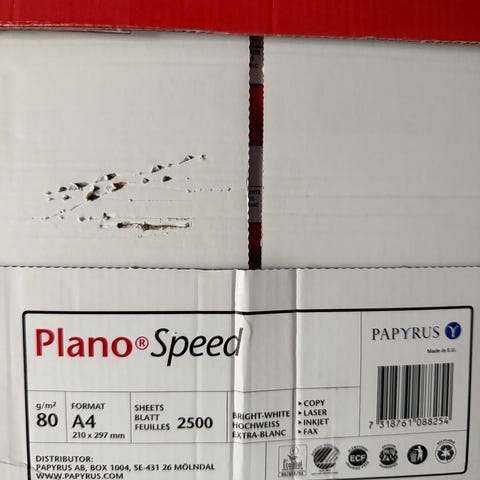 Plano® Speed
PAPYRUS
Made in E.U.
g/m²
80
FORMAT
A4
210 x 297 mm
SHEETS
BLATT
FEUILLES
2500
BRIGHT-WHITE
HOCHWEISS
EXTRA-BLANC
▸ COPY
▸ LASER
▸ INKJET
▸ FAX
7 318761 088254
DISTRIBUTOR:
PAPYRUS AB, BOX 1004, SE-431 26 MÖLNDAL
WWW.PAPYRUS.COM
ECF